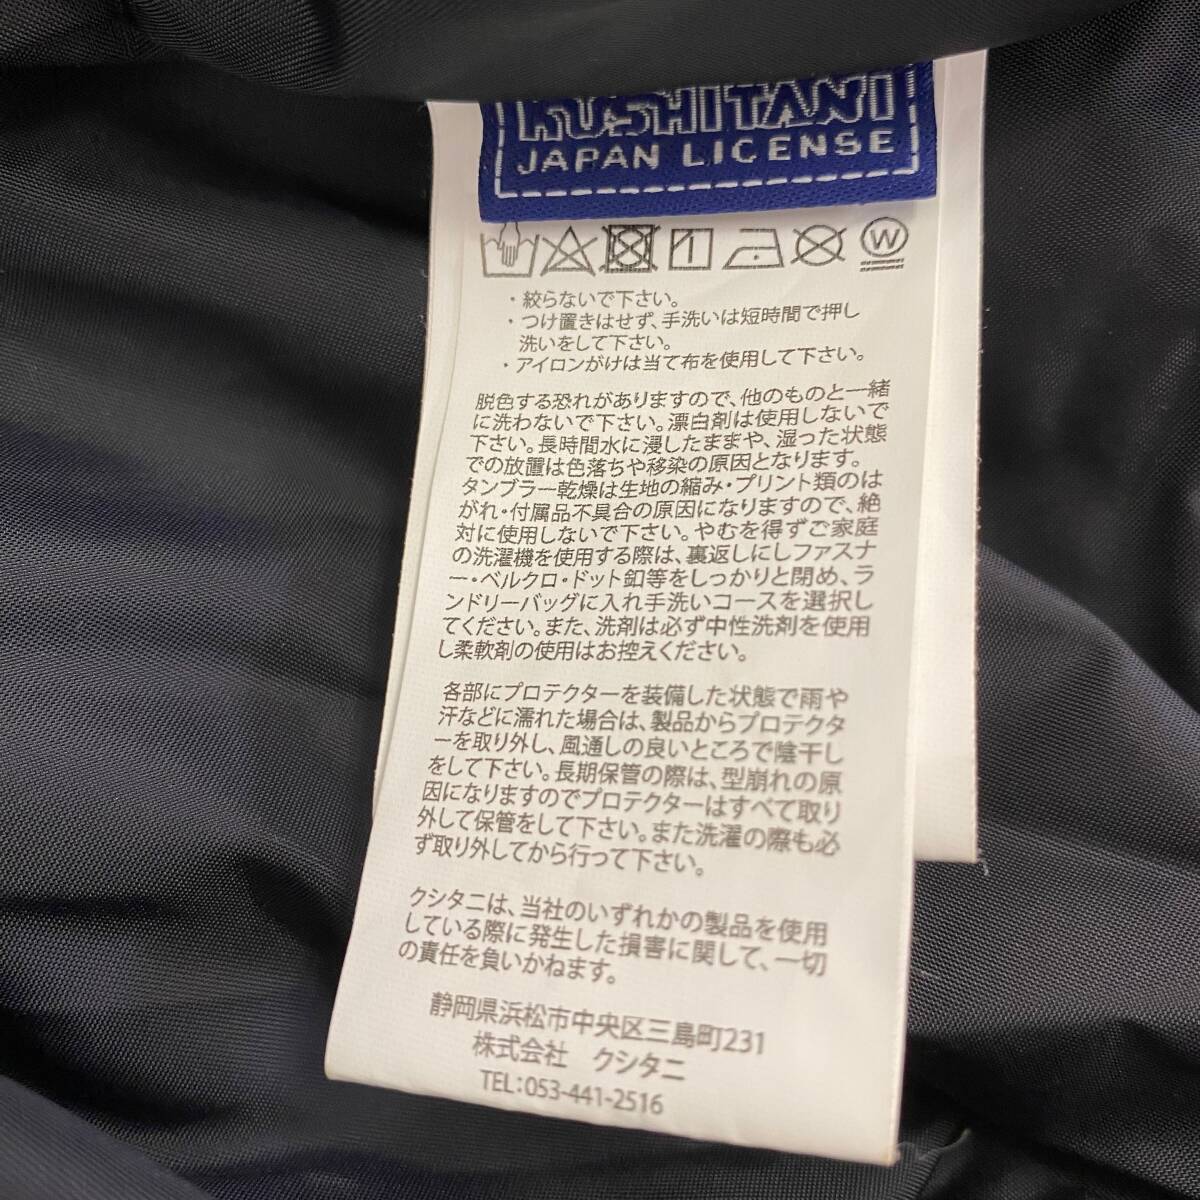 KUSHITANI
JAPAN LICENSE
W
・絞らないで下さい。
・つけ置きはせず、手洗いは短時間で押し
洗いをして下さい。
・アイロンがけは当て布を使用して下さい。
脱色する恐れがありますので、他のものと一緒
に洗わないで下さい。漂白剤は使用しないで
下さい。長時間水に浸したままや、湿った状態
での放置は色落ちや移染の原因となります。
タンブラー乾燥は生地の縮み・プリント類のは
がれ・付属品不具合の原因になりますので、絶
対に使用しないで下さい。やむを得ずご家庭
の洗濯機を使用する際は、裏返しにしファスナ
ー・ベルクロ・ドット釦等をしっかりと閉め、ラ
ンドリーバッグに入れ手洗いコースを選択し
てください。また、洗剤は必ず中性洗剤を使用
し柔軟剤の使用はお控えください。
各部にプロテクターを装備した状態で雨や
汗などに濡れた場合は、製品からプロテクタ
ーを取り外し、風通しの良いところで陰干し
をして下さい。長期保管の際は、型崩れの原
因になりますのでプロテクターはすべて取り
外して保管をして下さい。また洗濯の際も必
ず取り外してから行って下さい。
クシタニは、当社のいずれかの製品を使用
している際に発生した損害に関して、一切
の責任を負いかねます。
静岡県浜松市中央区三島町231
株式会社 クシタニ
TEL:053-441-2516